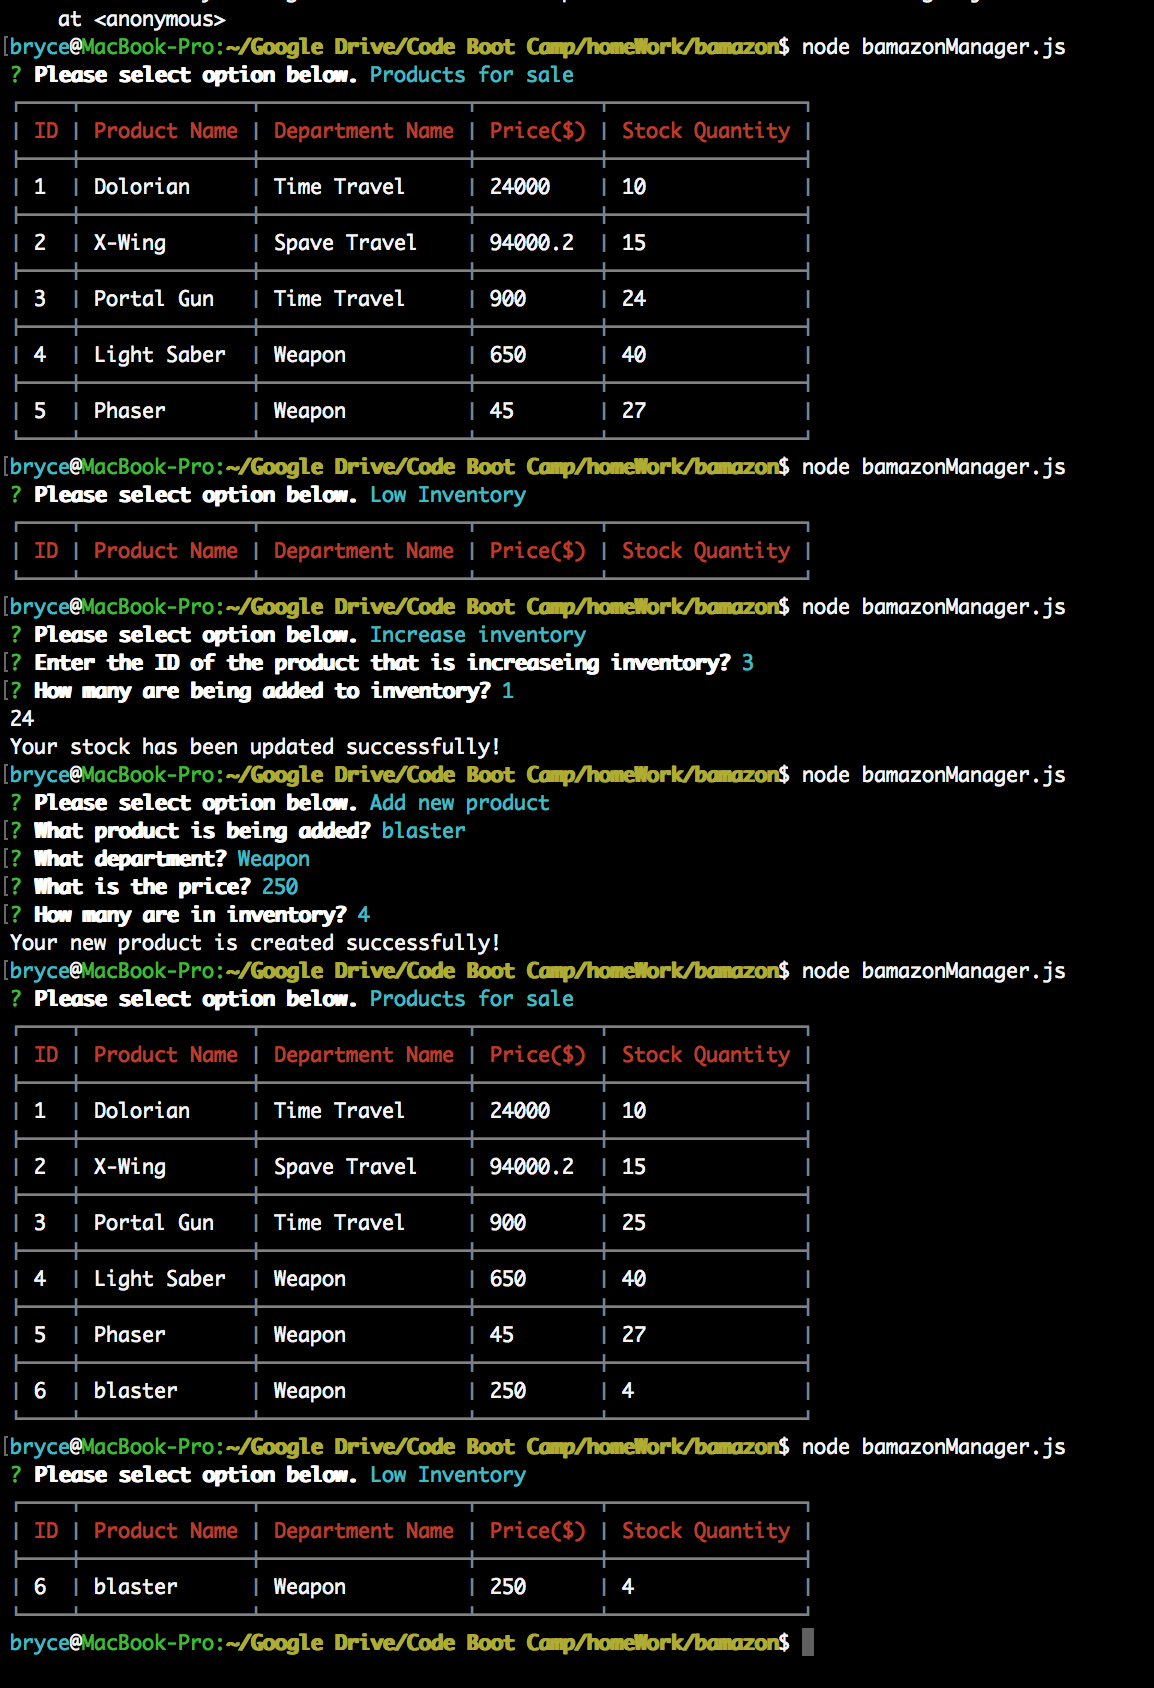 at <anonymous>
[bryce@MacBook-Pro:~/Google Drive/Code Boot Camp/homeWork/bamazon$ node bamazonManager.js
? Please select option below. Products for sale
| ID | Product Name | Department Name | Price($) | Stock Quantity |
| 1 | Dolorian | Time Travel | 24000 | 10 |
| 2 | X-Wing | Spave Travel | 94000.2 | 15 |
| 3 | Portal Gun | Time Travel | 900 | 24 |
| 4 | Light Saber | Weapon | 650 | 40 |
| 5 | Phaser | Weapon | 45 | 27 |
[bryce@MacBook-Pro:~/Google Drive/Code Boot Camp/homeWork/bamazon$ node bamazonManager.js
? Please select option below. Low Inventory
| ID | Product Name | Department Name | Price($) | Stock Quantity |
[bryce@MacBook-Pro:~/Google Drive/Code Boot Camp/homeWork/bamazon$ node bamazonManager.js
? Please select option below. Increase inventory
[? Enter the ID of the product that is increaseing inventory? 3
[? How many are being added to inventory? 1
24
Your stock has been updated successfully!
[bryce@MacBook-Pro:~/Google Drive/Code Boot Camp/homeWork/bamazon$ node bamazonManager.js
? Please select option below. Add new product
[? What product is being added? blaster
[? What department? Weapon
[? What is the price? 250
[? How many are in inventory? 4
Your new product is created successfully!
[bryce@MacBook-Pro:~/Google Drive/Code Boot Camp/homeWork/bamazon$ node bamazonManager.js
? Please select option below. Products for sale
| ID | Product Name | Department Name | Price($) | Stock Quantity |
| 1 | Dolorian | Time Travel | 24000 | 10 |
| 2 | X-Wing | Spave Travel | 94000.2 | 15 |
| 3 | Portal Gun | Time Travel | 900 | 25 |
| 4 | Light Saber | Weapon | 650 | 40 |
| 5 | Phaser | Weapon | 45 | 27 |
| 6 | blaster | Weapon | 250 | 4 |
[bryce@MacBook-Pro:~/Google Drive/Code Boot Camp/homeWork/bamazon$ node bamazonManager.js
? Please select option below. Low Inventory
| ID | Product Name | Department Name | Price($) | Stock Quantity |
| 6 | blaster | Weapon | 250 | 4 |
bryce@MacBook-Pro:~/Google Drive/Code Boot Camp/homeWork/bamazon$